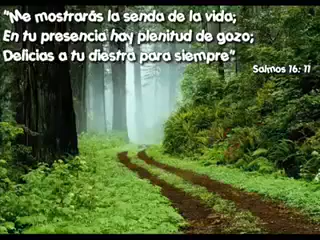 "Me mostrarás la senda de la vida;
En tu presencia hay plenitud de gozo;
Delicias a tu diestra para siempre"
Salmos 16: 11